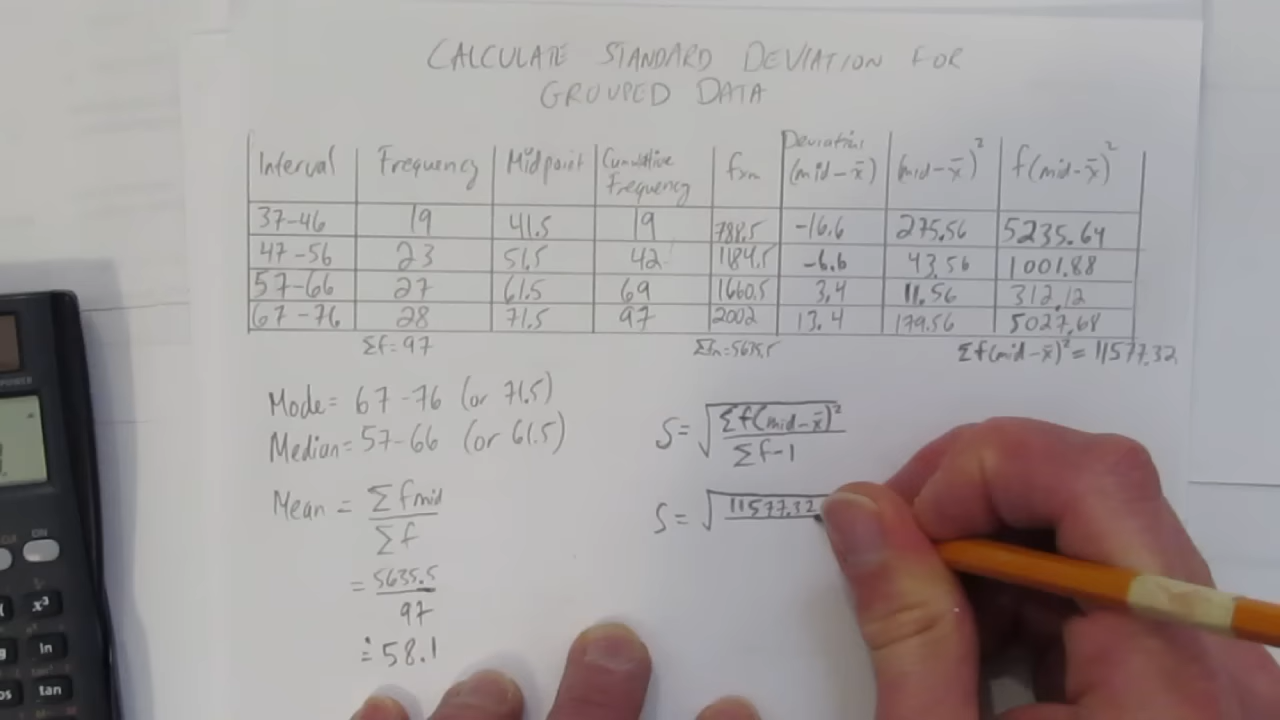 CALCULATE STANDARD DEVIATION FOR
GROUPED DATA
Interval Frequency Midpoint Cumulative Frequency fxm Deviation (mid-x̄) (mid-x̄)² f(mid-x̄)²
37-46 19 41.5 19 788.5 -16.6 275.56 5235.64
47-56 23 51.5 42 1184.5 -6.6 43.56 1001.88
57-66 27 61.5 69 1660.5 3.4 11.56 312.12
67-76 28 71.5 97 2002 13.4 179.56 5027.68
Σf=97 Σfm=5635.5 Σf(mid-x̄)²=11577.32
Mode= 67-76 (or 71.5)
Median=57-66 (or 61.5)
Mean = Σfmid
Σf
= 5635.5
97
≐ 58.1
S=√Σf(mid-x̄)²
Σf-1
S=√11577.32
POWER
ON
x³
ln
tan